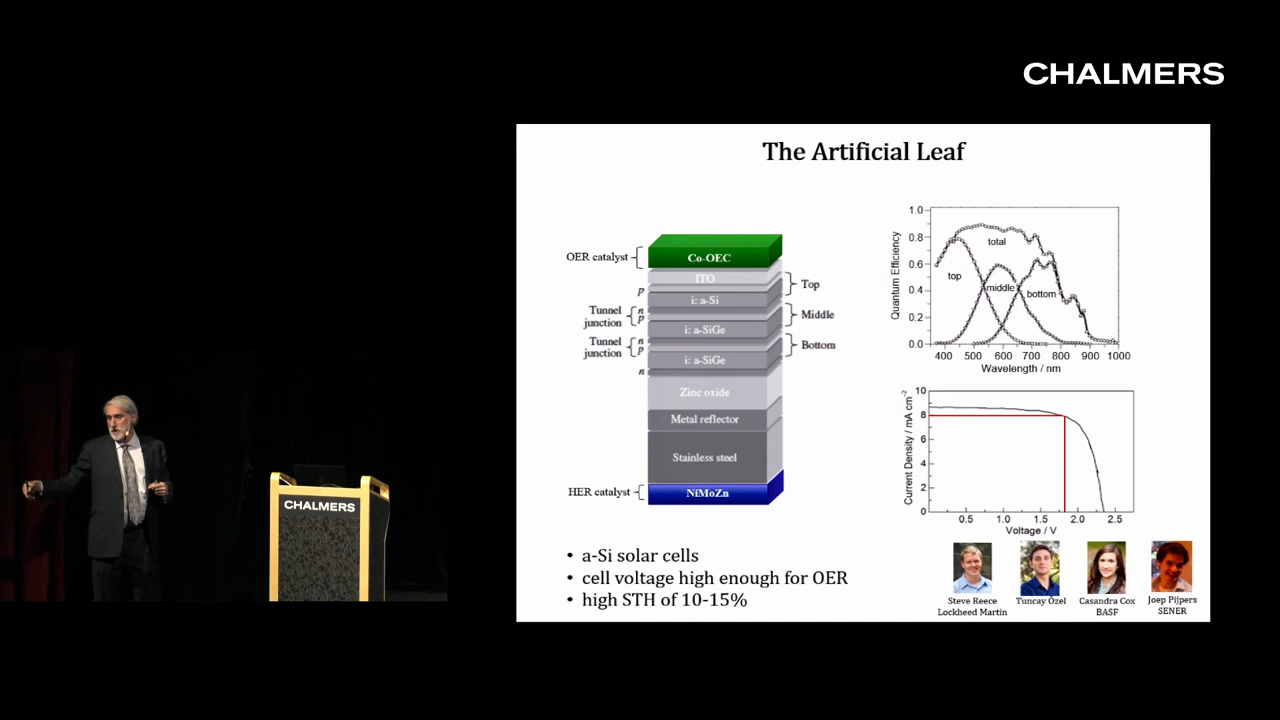 CHALMERS
The Artificial Leaf
OER catalyst
Co-OEC
ITO
p
i: a-Si
Top
Tunnel
junction
n
p
i: a-SiGe
Middle
Tunnel
junction
n
p
i: a-SiGe
Bottom
n
Zinc oxide
Metal reflector
Stainless steel
HER catalyst
NiMoZn
Quantum Efficiency
1.0
0.8
0.6
0.4
0.2
0.0
total
top
middle
bottom
400 500 600 700 800 900 1000
Wavelength / nm
Current Density / mA cm⁻²
10
8
6
4
2
0
0.5 1.0 1.5 2.0 2.5
Voltage / V
• a-Si solar cells
• cell voltage high enough for OER
• high STH of 10-15%
Steve Reece
Lockheed Martin
Tuncay Ozel
Casandra Cox
BASF
Joep Pijpers
SENER
CHALMERS